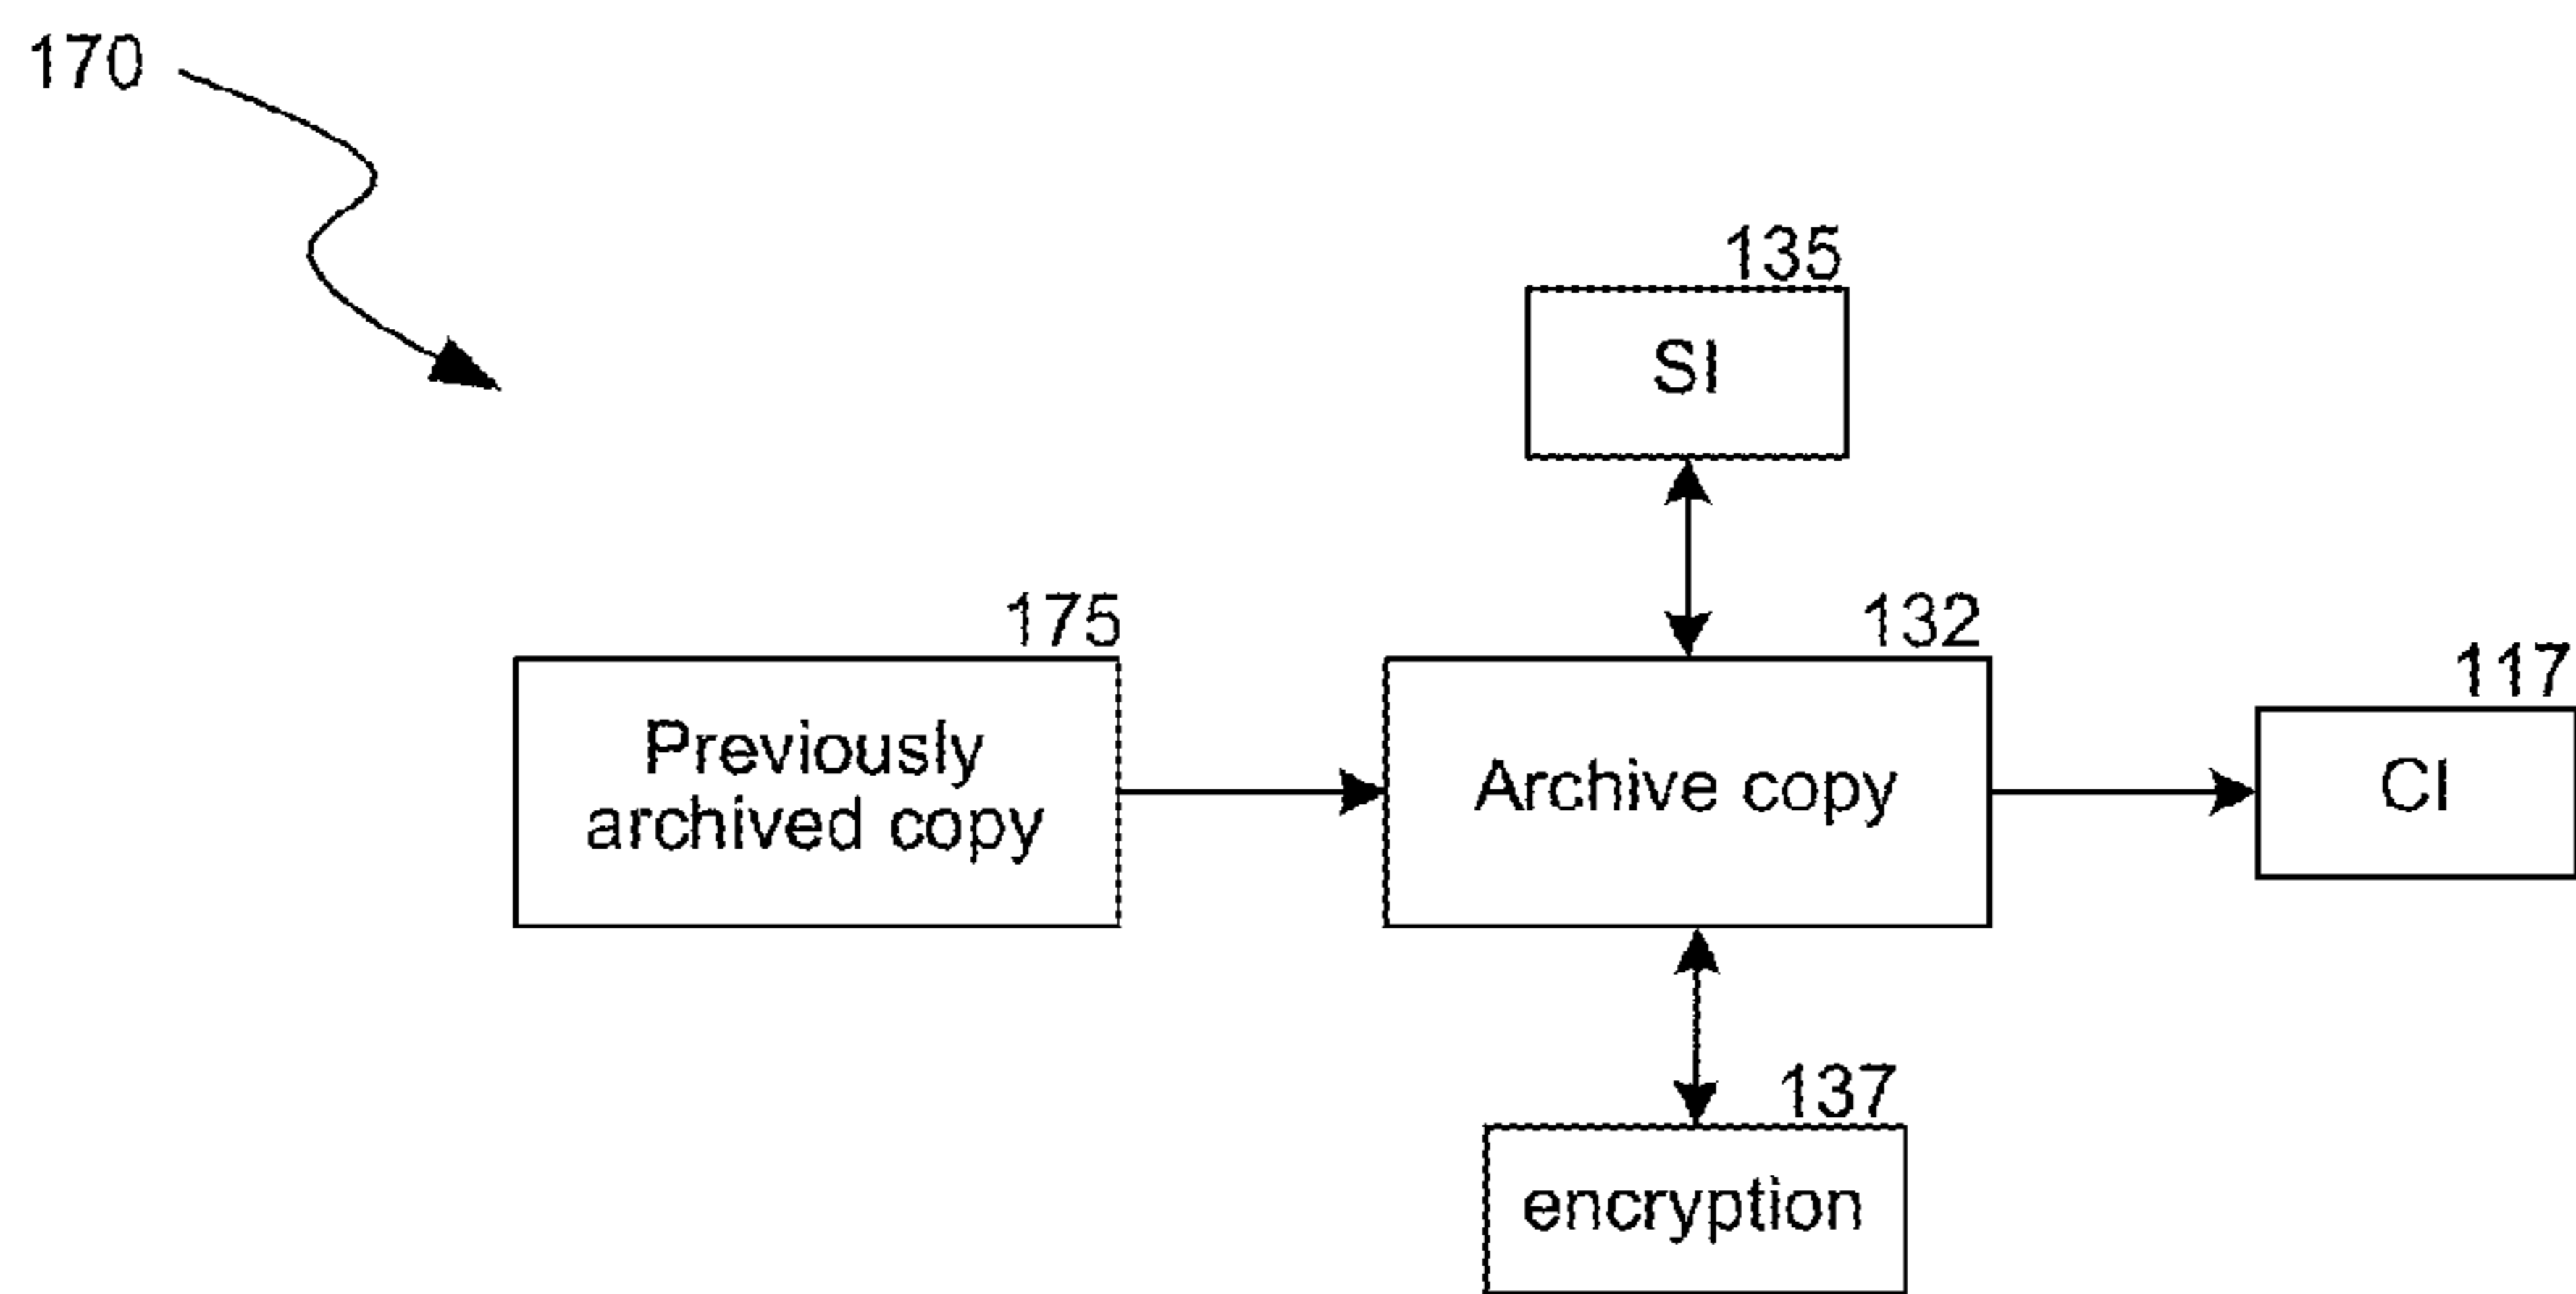 170
135
SI
175
132
117
Previously
archived copy
Archive copy
CI
137
encryption